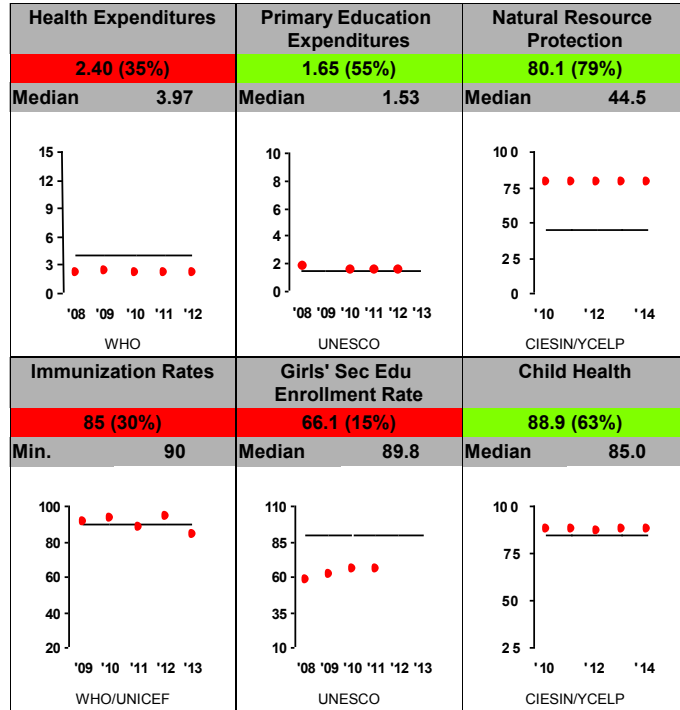 Health Expenditures
2.40 (35%)
Median 3.97
15
12
9
6
3
0
'08 '09 '10 '11 '12
WHO
Primary Education
Expenditures
1.65 (55%)
Median 1.53
10
8
6
4
2
0
'08 '09 '10 '11 '12 '13
UNESCO
Natural Resource
Protection
80.1 (79%)
Median 44.5
100
75
50
25
0
'10 '12 '14
CIESIN/YCELP
Immunization Rates
85 (30%)
Min. 90
100
80
60
40
20
'09 '10 '11 '12 '13
WHO/UNICEF
Girls' Sec Edu
Enrollment Rate
66.1 (15%)
Median 89.8
110
85
60
35
10
'08 '09 '10 '11 '12 '13
UNESCO
Child Health
88.9 (63%)
Median 85.0
100
75
50
25
'10 '12 '14
CIESIN/YCELP